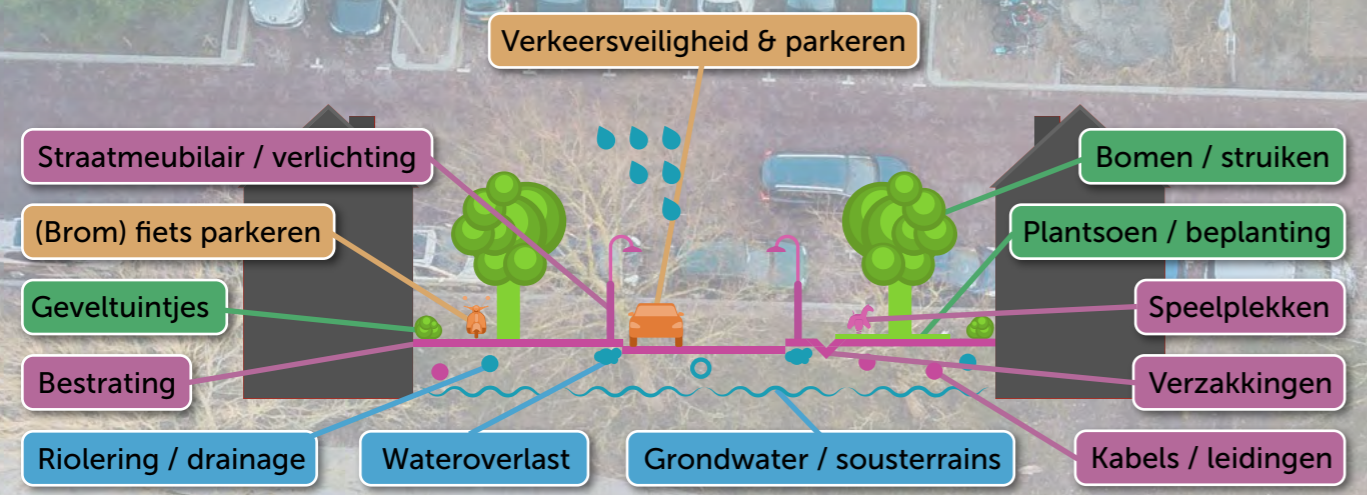 Verkeersveiligheid & parkeren
Straatmeubilair / verlichting
(Brom) fiets parkeren
Geveltuintjes
Bestrating
Riolering / drainage
Wateroverlast
Grondwater / sousterrains
Bomen / struiken
Plantsoen / beplanting
Speelplekken
Verzakkingen
Kabels / leidingen